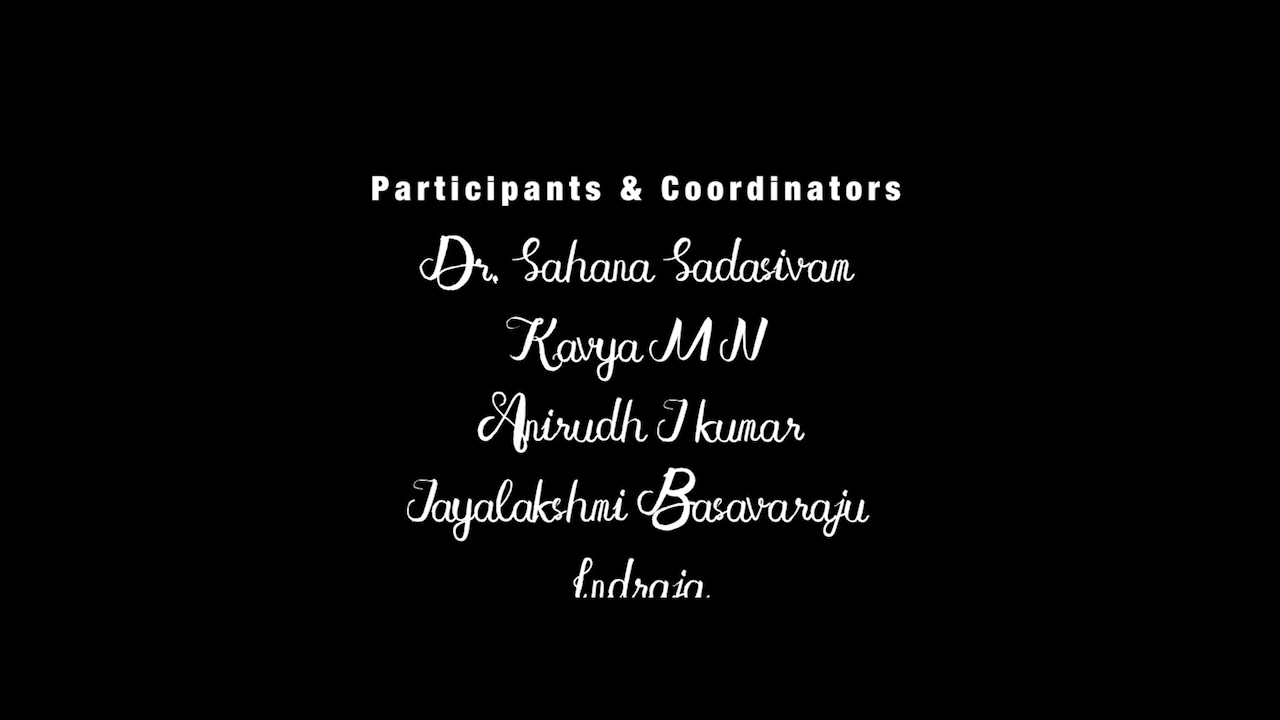 Participants & Coordinators
Dr. Sahana Sadasivam
Kavya M N
Anirudh J kumar
Jayalakshmi Basavaraju